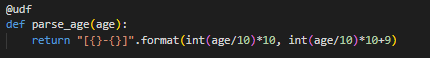 @udf
def parse_age(age):
    return "[{}-{}]".format(int(age/10)*10, int(age/10)*10+9)